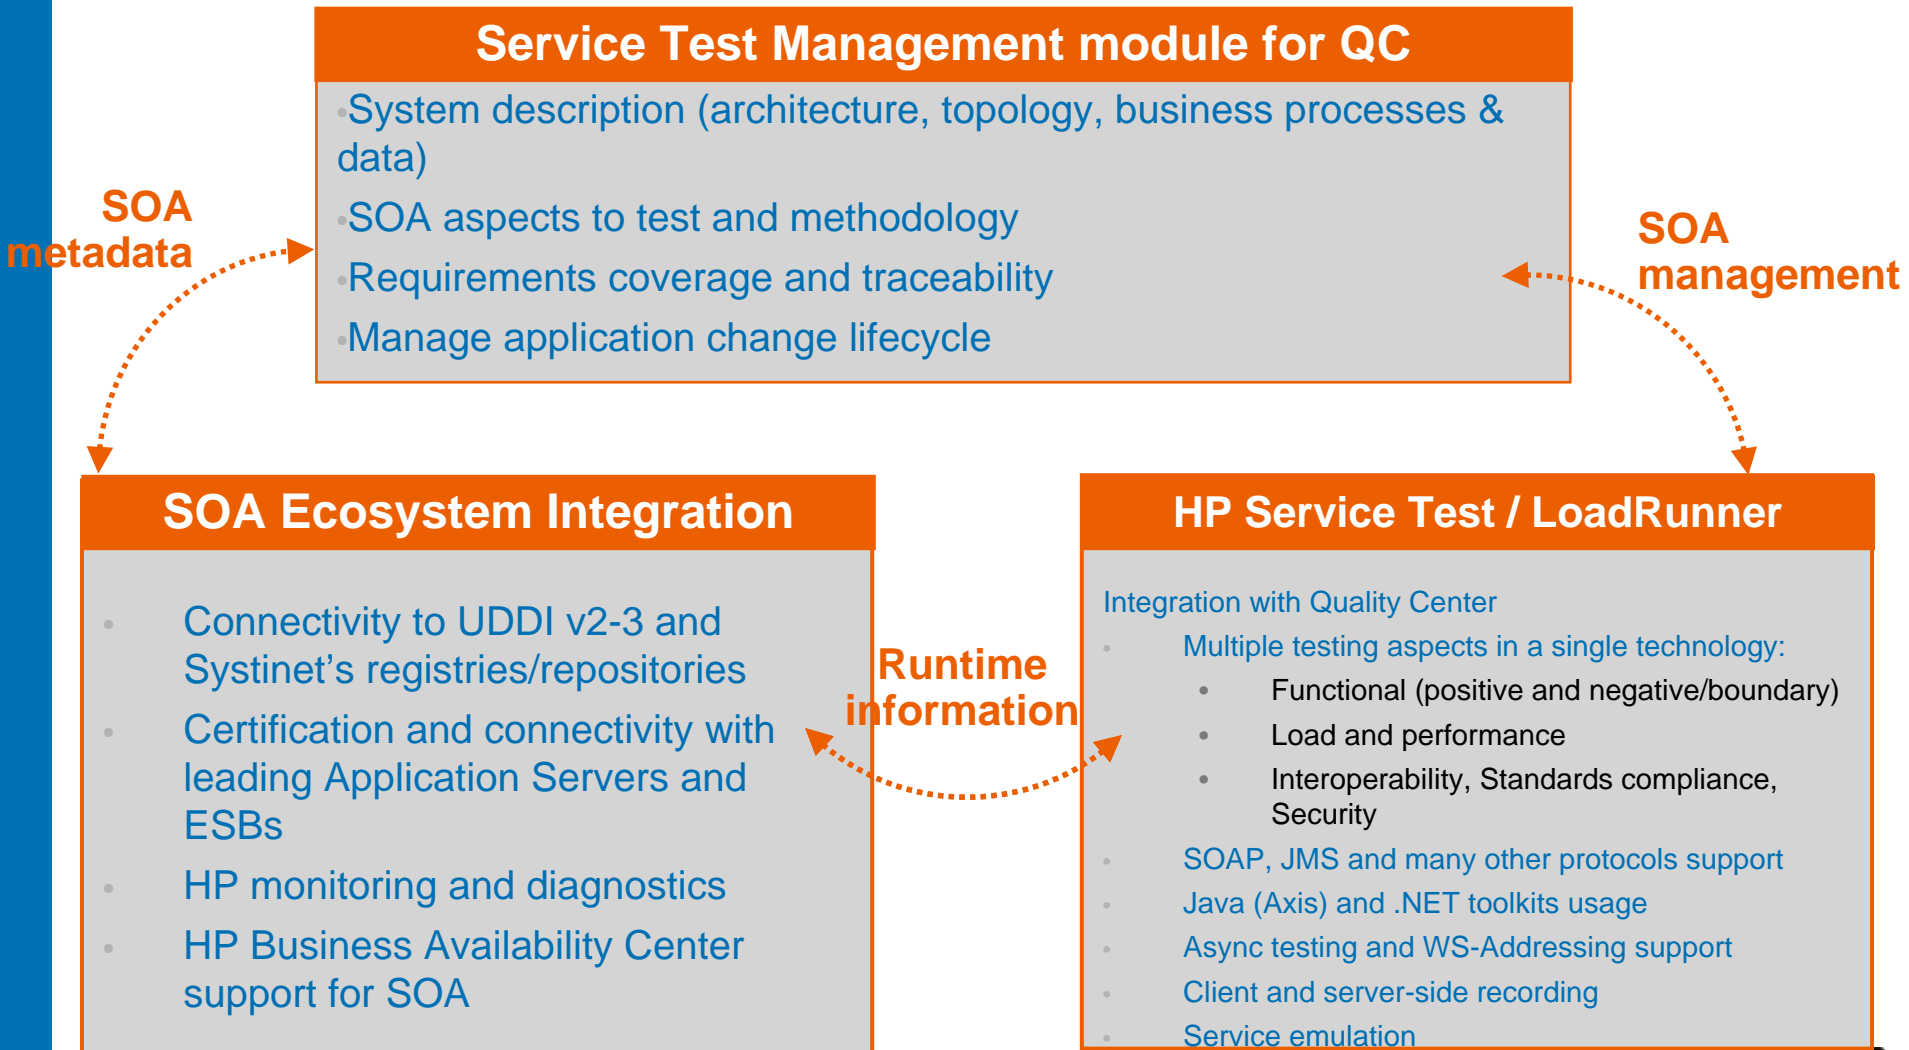 Service Test Management module for QC
•System description (architecture, topology, business processes &
data)
•SOA aspects to test and methodology
•Requirements coverage and traceability
•Manage application change lifecycle
SOA
metadata
SOA
management
SOA Ecosystem Integration
• Connectivity to UDDI v2-3 and
Systinet’s registries/repositories
• Certification and connectivity with
leading Application Servers and
ESBs
• HP monitoring and diagnostics
• HP Business Availability Center
support for SOA
Runtime
information
HP Service Test / LoadRunner
Integration with Quality Center
• Multiple testing aspects in a single technology:
• Functional (positive and negative/boundary)
• Load and performance
• Interoperability, Standards compliance,
Security
• SOAP, JMS and many other protocols support
• Java (Axis) and .NET toolkits usage
• Async testing and WS-Addressing support
• Client and server-side recording
• Service emulation